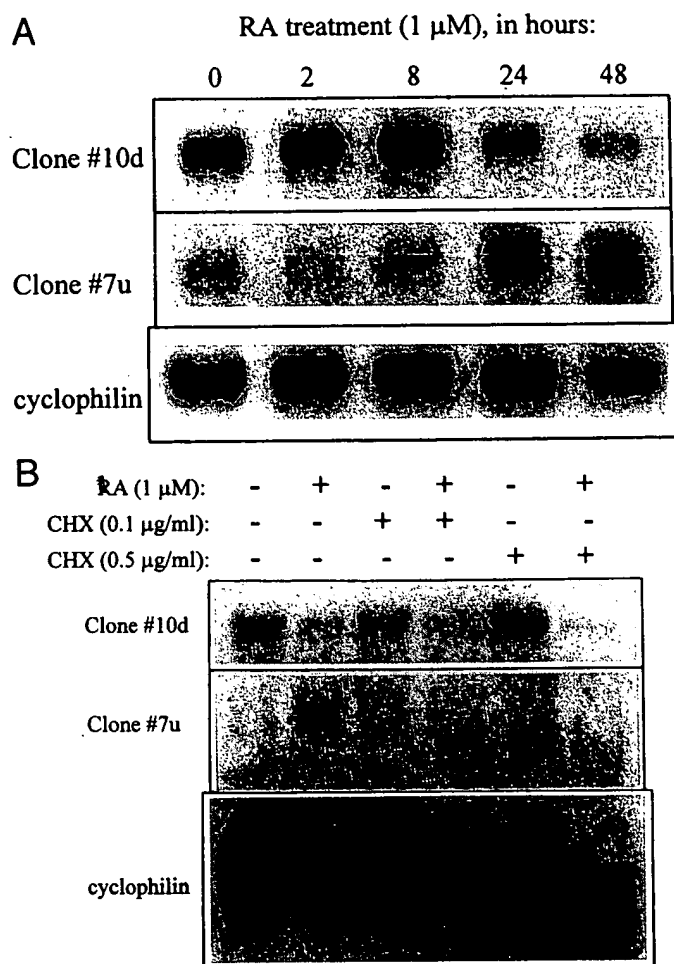 A
RA treatment (1 µM), in hours:
0 2 8 24 48
Clone #10d
Clone #7u
cyclophilin
B
RA (1 µM): - + - + - +
CHX (0.1 µg/ml): - - + + - -
CHX (0.5 µg/ml): - - - - + +
Clone #10d
Clone #7u
cyclophilin